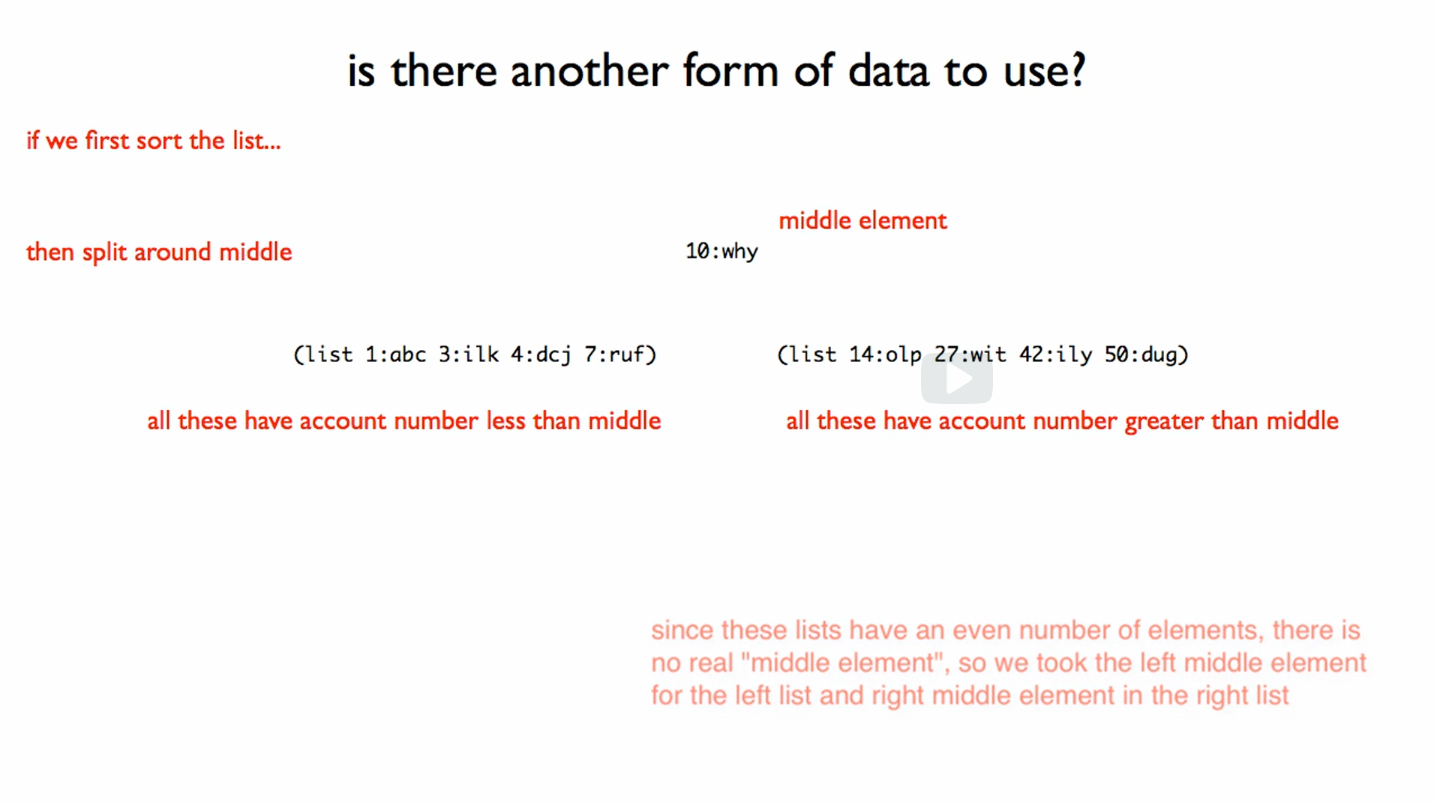 is there another form of data to use?
if we first sort the list...
middle element
then split around middle
10:why
(list 1:abc 3:ilk 4:dcj 7:ruf)
(list 14:olp 27:wit 42:ily 50:dug)
all these have account number less than middle
all these have account number greater than middle
since these lists have an even number of elements, there is
no real "middle element", so we took the left middle element
for the left list and right middle element in the right list